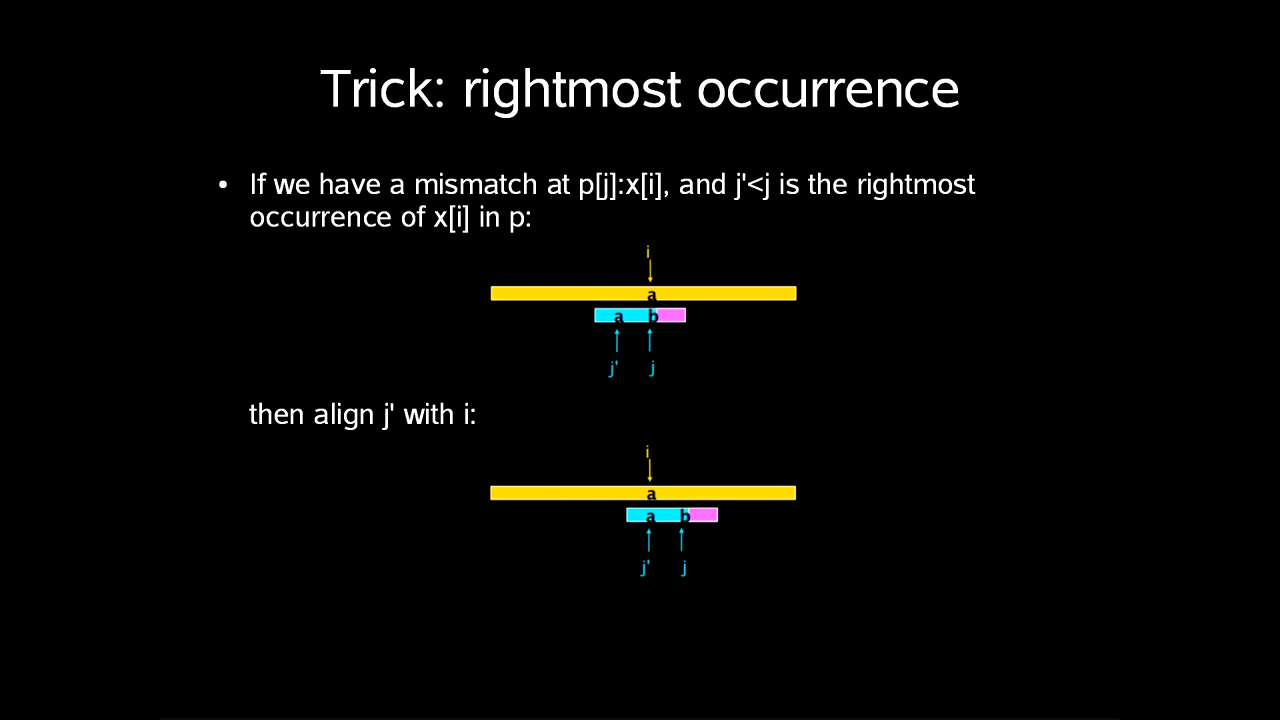 Trick: rightmost occurrence
• If we have a mismatch at p[j]:x[i], and j'<j is the rightmost
occurrence of x[i] in p:
i
a
a b
j' j
then align j' with i:
i
a
a b
j' j